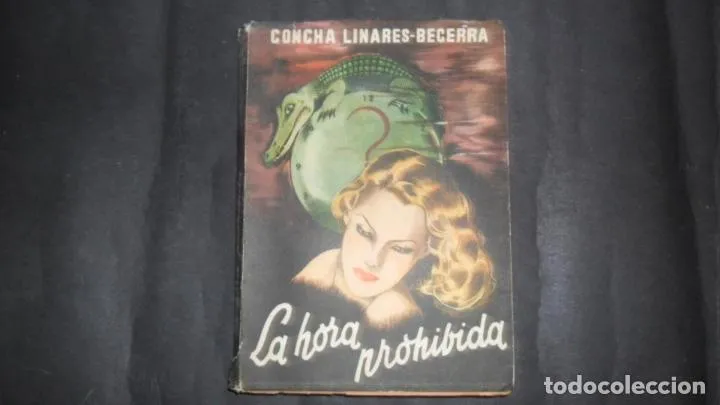 CONCHA LINARES-BECERRA
?
La hora
prohibida
todocoleccion